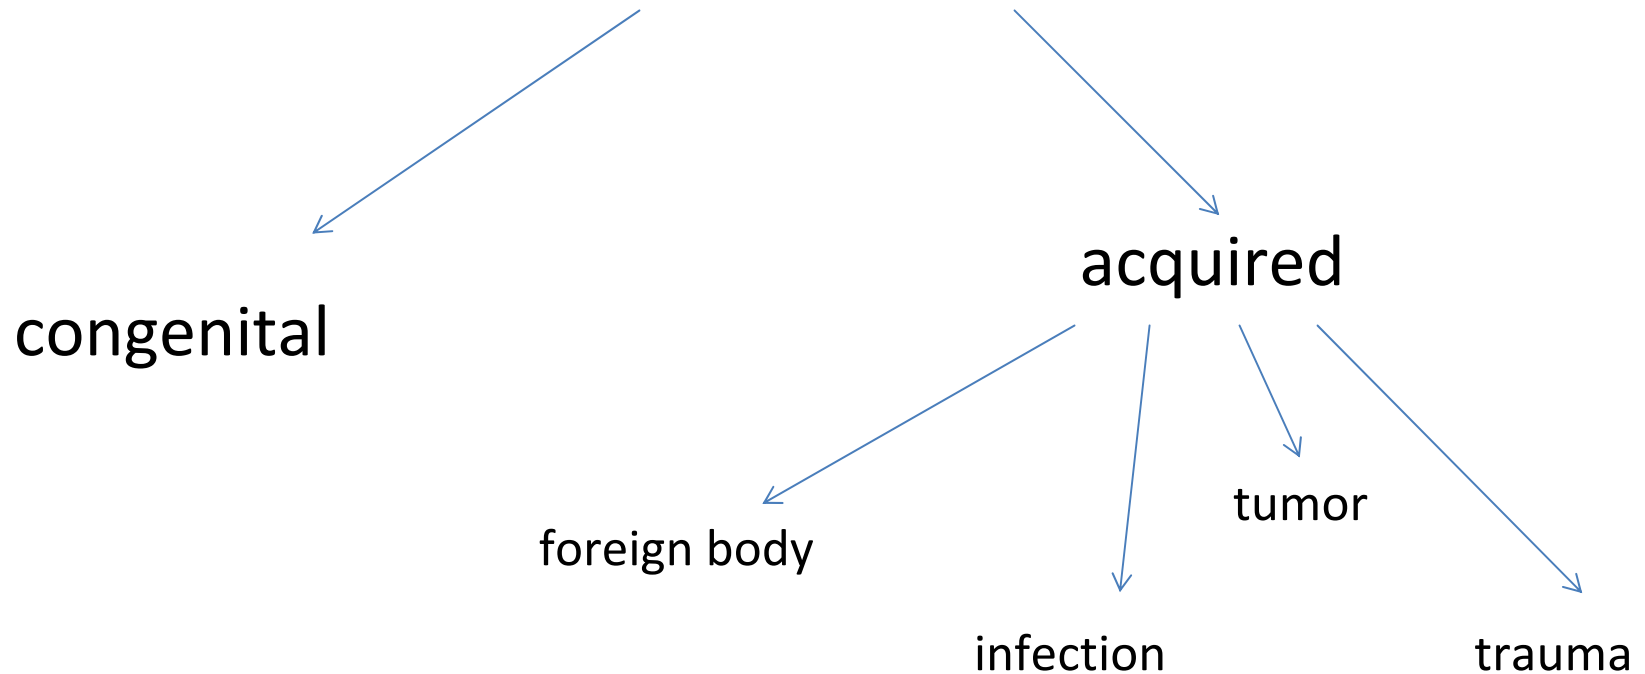 acquired
congenital
tumor
foreign body
infection
trauma